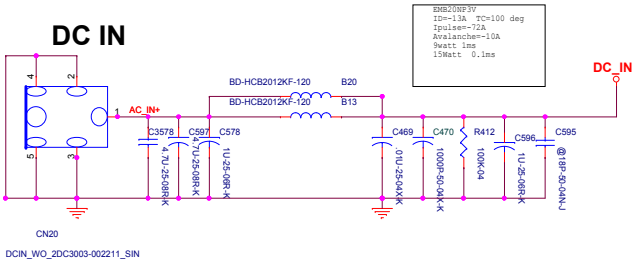 EMB20NP3V
ID=-13A TC=100 deg
Ipulse=-72A
Avalanche=-10A
9watt 1ms
15Watt 0.1ms
DC IN
DC_IN
BD-HCB2012KF-120 B20
BD-HCB2012KF-120 B13
4
2
1
AC_IN+
5
3
C3578
4.7U-25-08R-K
C597
4.7U-25-08R-K
C578
1U-25-06R-K
C469
.01U-25-04X-K
C470
1000P-50-04X-K
R412
100K-04
C596
1U-25-06R-K
C595
@18P-50-04N-J
CN20
DCIN_WO_2DC3003-002211_SIN